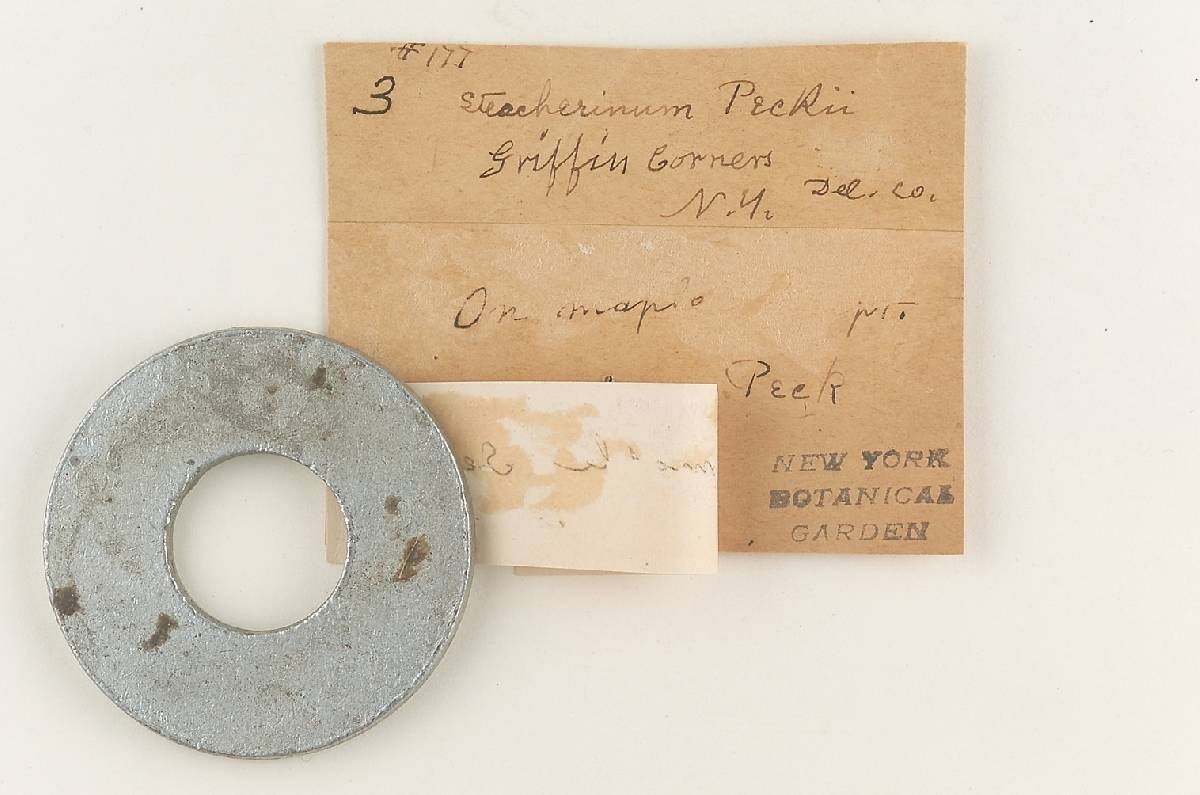 #177
3 Steccherinum Peckii
Griffin Corners
N.Y. Del. Co.
On maple
Peck
NEW YORK
BOTANICAL
GARDEN